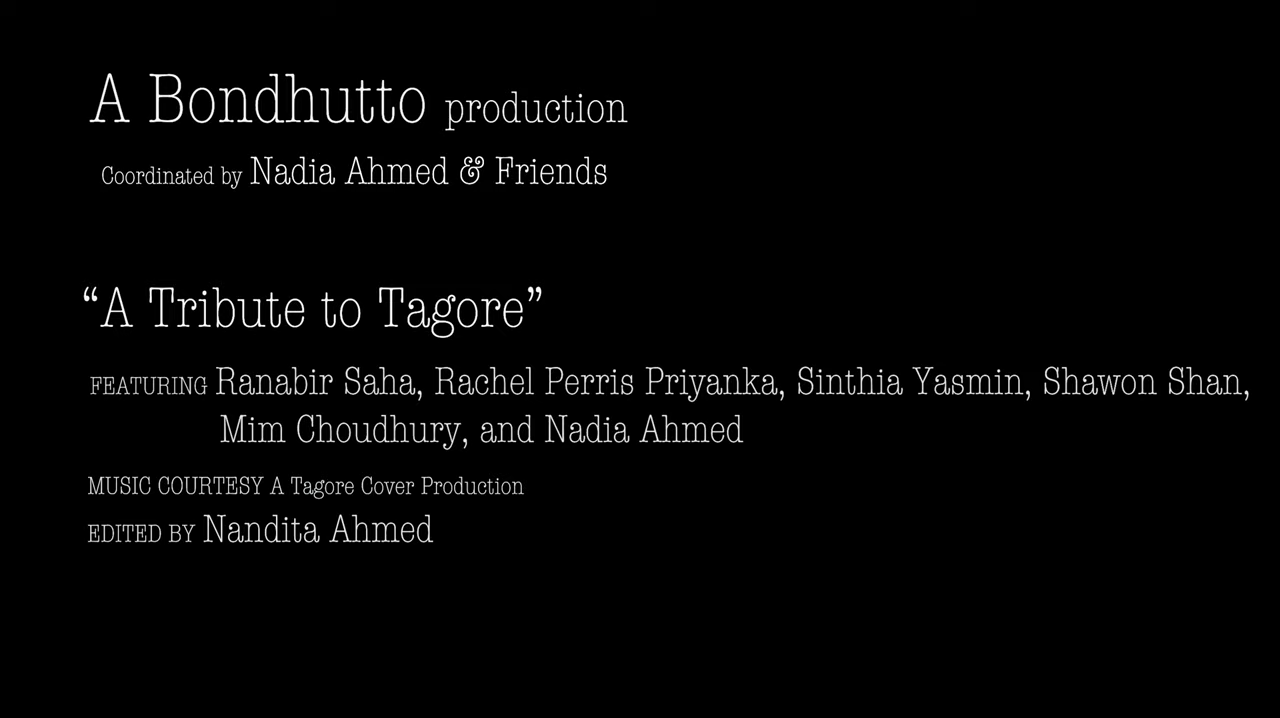 A Bondhutto production
Coordinated by Nadia Ahmed & Friends
“A Tribute to Tagore”
FEATURING Ranabir Saha, Rachel Perris Priyanka, Sinthia Yasmin, Shawon Shan,
Mim Choudhury, and Nadia Ahmed
MUSIC COURTESY A Tagore Cover Production
EDITED BY Nandita Ahmed